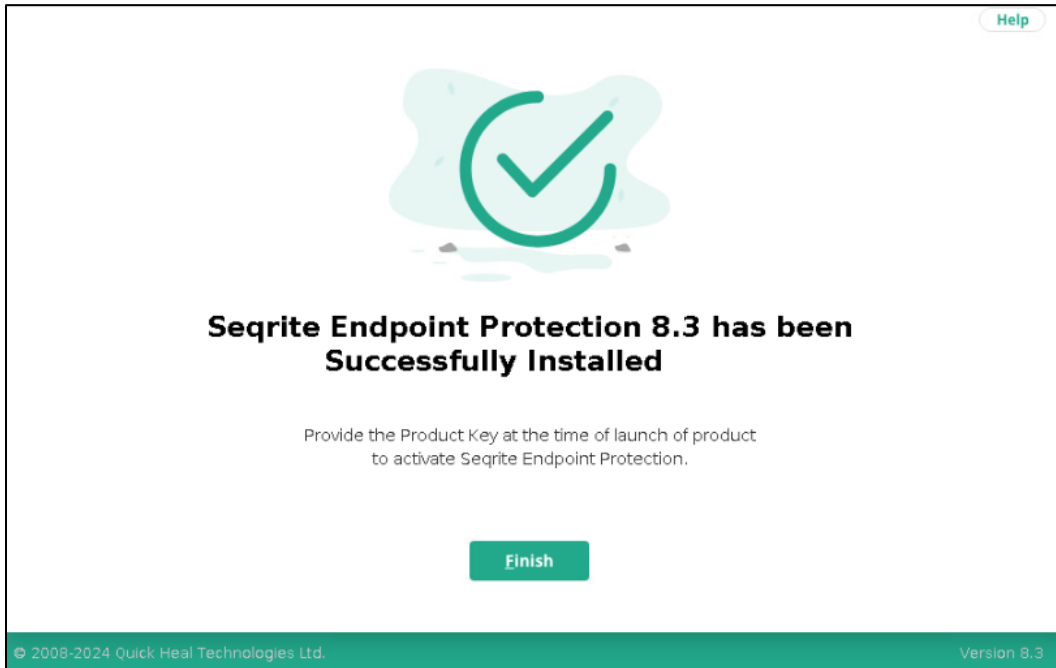 Help
Seqrite Endpoint Protection 8.3 has been
Successfully Installed
Provide the Product Key at the time of launch of product
to activate Seqrite Endpoint Protection.
Finish
© 2008-2024 Quick Heal Technologies Ltd.
Version 8.3